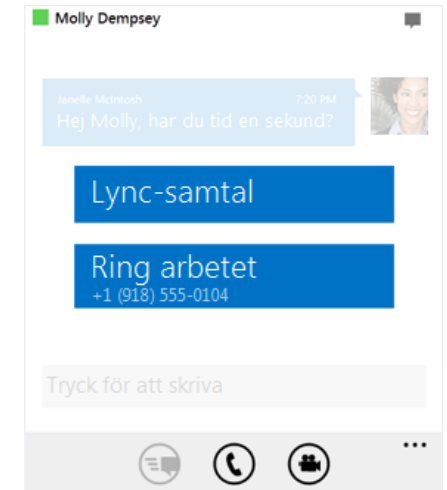 Molly Dempsey
Janelle McIntosh 7:20 PM
Hej Molly, har du tid en sekund?
Lync-samtal
Ring arbetet
+1 (918) 555-0104
Tryck för att skriva